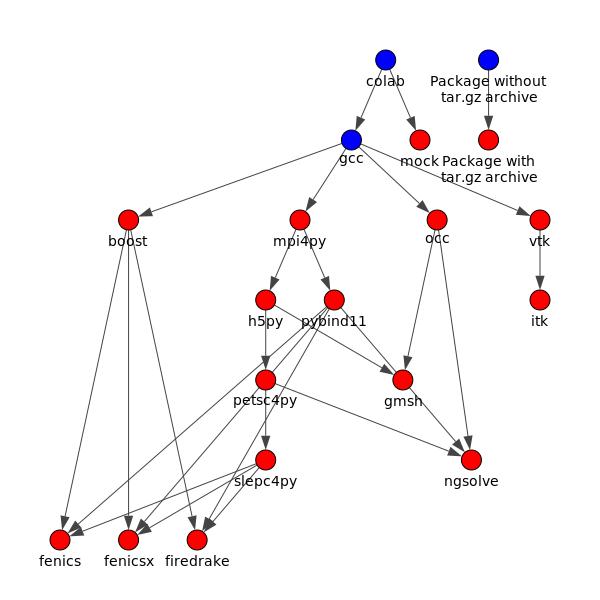 colab
Package without
tar.gz archive
gcc
mock
Package with
tar.gz archive
boost
mpi4py
occ
vtk
h5py
pybind11
itk
petsc4py
gmsh
slepc4py
ngsolve
fenics
fenicsx
firedrake